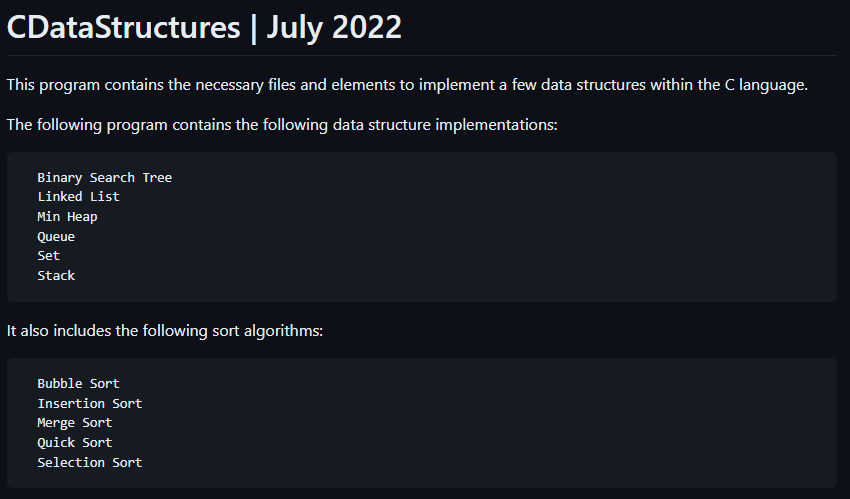 CDataStructures | July 2022
This program contains the necessary files and elements to implement a few data structures within the C language.
The following program contains the following data structure implementations:
Binary Search Tree
Linked List
Min Heap
Queue
Set
Stack
It also includes the following sort algorithms:
Bubble Sort
Insertion Sort
Merge Sort
Quick Sort
Selection Sort